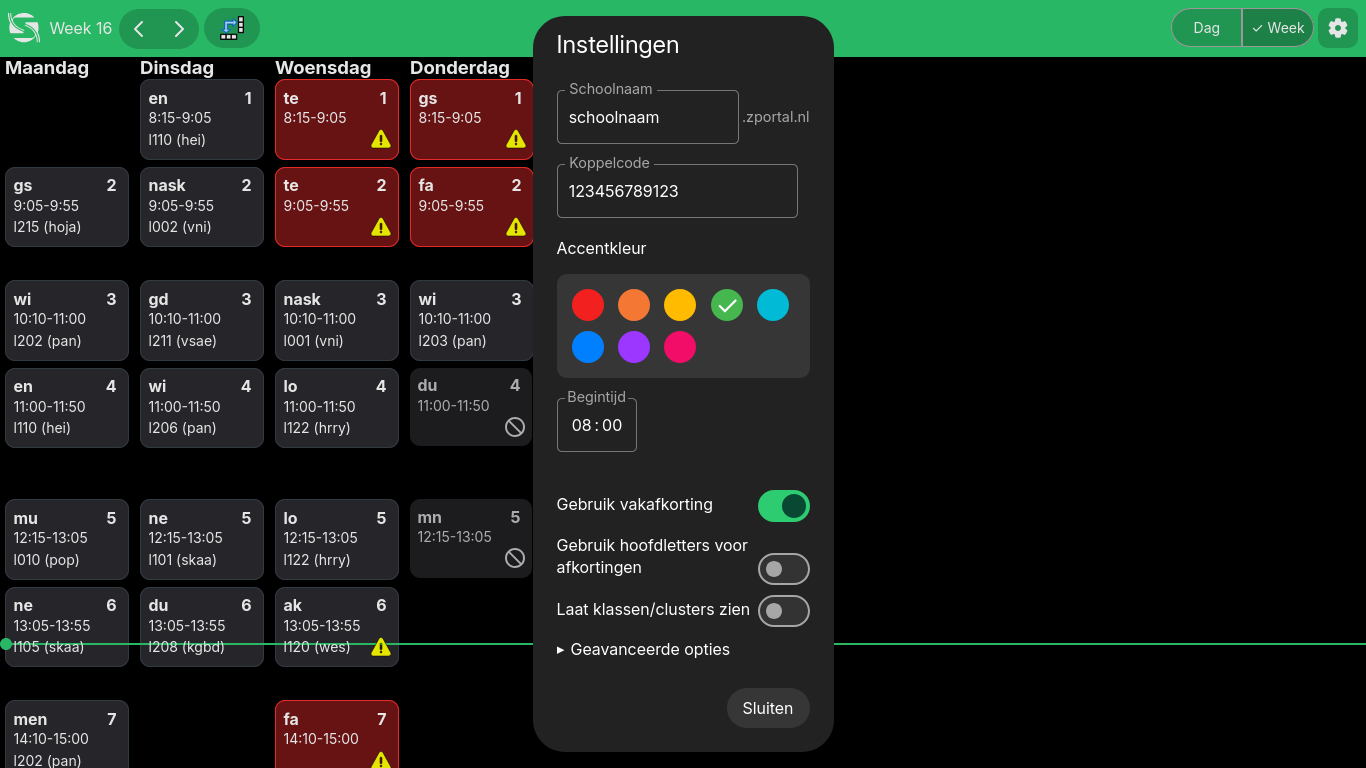 Week 16
Dag
✓ Week
Maandag
Dinsdag
Woensdag
Donderdag
gs 2
9:05-9:55
l215 (hoja)
wi 3
10:10-11:00
l202 (pan)
en 4
11:00-11:50
l110 (hei)
mu 5
12:15-13:05
l010 (pop)
ne 6
13:05-13:55
l105 (skaa)
men 7
14:10-15:00
l202 (pan)
en 1
8:15-9:05
l110 (hei)
nask 2
9:05-9:55
l002 (vni)
gd 3
10:10-11:00
l211 (vsae)
wi 4
11:00-11:50
l206 (pan)
ne 5
12:15-13:05
l101 (skaa)
du 6
13:05-13:55
l208 (kgbd)
te 1
8:15-9:05
te 2
9:05-9:55
nask 3
10:10-11:00
l001 (vni)
lo 4
11:00-11:50
l122 (hrry)
lo 5
12:15-13:05
l122 (hrry)
ak 6
13:05-13:55
l120 (wes)
fa 7
14:10-15:00
gs 1
8:15-9:05
fa 2
9:05-9:55
wi 3
10:10-11:00
l203 (pan)
du 4
11:00-11:50
mn 5
12:15-13:05
Instellingen
Schoolnaam
schoolnaam .zportal.nl
Koppelcode
123456789123
Accentkleur
Begintijd
08:00
Gebruik vakafkorting
Gebruik hoofdletters voor
afkortingen
Laat klassen/clusters zien
▸ Geavanceerde opties
Sluiten